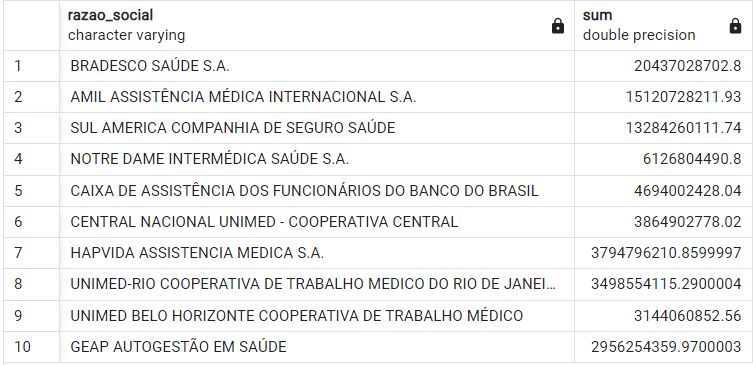 razao_social sum
character varying double precision
1 BRADESCO SAÚDE S.A. 20437028702.8
2 AMIL ASSISTÊNCIA MÉDICA INTERNACIONAL S.A. 15120728211.93
3 SUL AMERICA COMPANHIA DE SEGURO SAÚDE 13284260111.74
4 NOTRE DAME INTERMÉDICA SAÚDE S.A. 6126804490.8
5 CAIXA DE ASSISTÊNCIA DOS FUNCIONÁRIOS DO BANCO DO BRASIL 4694002428.04
6 CENTRAL NACIONAL UNIMED - COOPERATIVA CENTRAL 3864902778.02
7 HAPVIDA ASSISTENCIA MEDICA S.A. 3794796210.8599997
8 UNIMED-RIO COOPERATIVA DE TRABALHO MEDICO DO RIO DE JANEI... 3498554115.2900004
9 UNIMED BELO HORIZONTE COOPERATIVA DE TRABALHO MÉDICO 3144060852.56
10 GEAP AUTOGESTÃO EM SAÚDE 2956254359.9700003